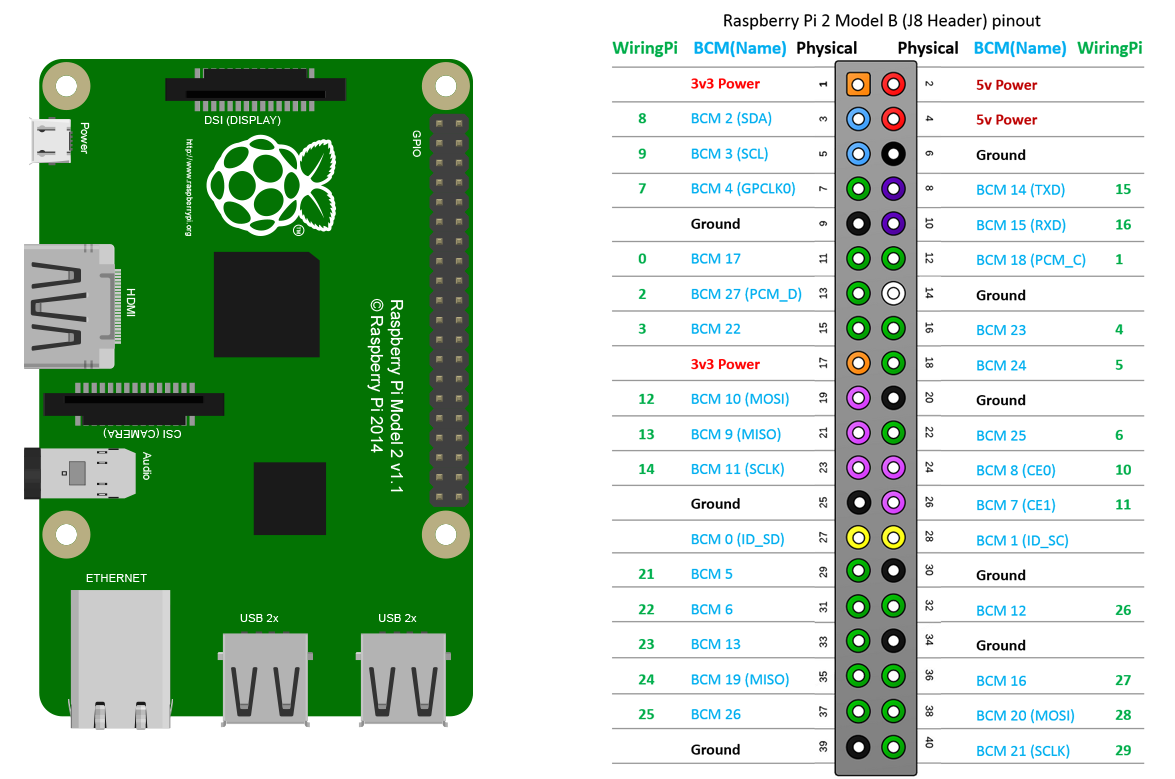 DSI (DISPLAY)
Power
http://www.raspberrypi.org
GPIO
TM
HDMI
Raspberry Pi Model 2 v1.1
© Raspberry Pi 2014
CSI (CAMERA)
Audio
ETHERNET
USB 2x
USB 2x
Raspberry Pi 2 Model B (J8 Header) pinout
WiringPi BCM(Name) Physical Physical BCM(Name) WiringPi
3v3 Power 1 2 5v Power
8 BCM 2 (SDA) 3 4 5v Power
9 BCM 3 (SCL) 5 6 Ground
7 BCM 4 (GPCLK0) 7 8 BCM 14 (TXD) 15
Ground 9 10 BCM 15 (RXD) 16
0 BCM 17 11 12 BCM 18 (PCM_C) 1
2 BCM 27 (PCM_D) 13 14 Ground
3 BCM 22 15 16 BCM 23 4
3v3 Power 17 18 BCM 24 5
12 BCM 10 (MOSI) 19 20 Ground
13 BCM 9 (MISO) 21 22 BCM 25 6
14 BCM 11 (SCLK) 23 24 BCM 8 (CE0) 10
Ground 25 26 BCM 7 (CE1) 11
BCM 0 (ID_SD) 27 28 BCM 1 (ID_SC)
21 BCM 5 29 30 Ground
22 BCM 6 31 32 BCM 12 26
23 BCM 13 33 34 Ground
24 BCM 19 (MISO) 35 36 BCM 16 27
25 BCM 26 37 38 BCM 20 (MOSI) 28
Ground 39 40 BCM 21 (SCLK) 29